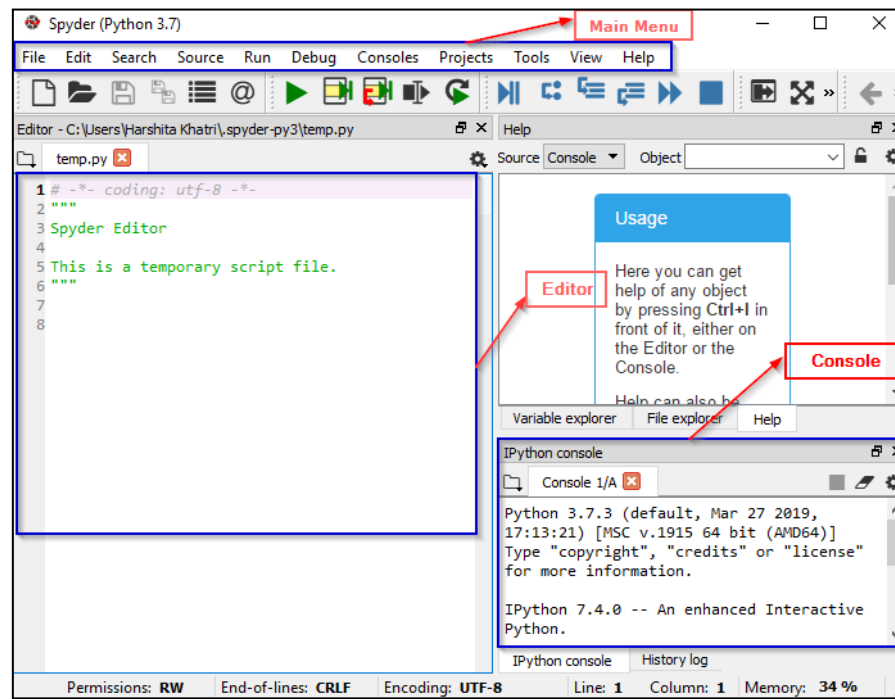 Spyder (Python 3.7)
Main Menu
File Edit Search Source Run Debug Consoles Projects Tools View Help
Editor - C:\Users\Harshita Khatri\.spyder-py3\temp.py
temp.py
1 # -*- coding: utf-8 -*-
2 """
3 Spyder Editor
4
5 This is a temporary script file.
6 """
7
8
Editor
Help
Source Console Object
Usage
Here you can get
help of any object
by pressing Ctrl+I in
front of it, either on
the Editor or the
Console.
Help can also be
Console
Variable explorer File explorer Help
IPython console
Console 1/A
Python 3.7.3 (default, Mar 27 2019,
17:13:21) [MSC v.1915 64 bit (AMD64)]
Type "copyright", "credits" or "license"
for more information.
IPython 7.4.0 -- An enhanced Interactive
Python.
IPython console History log
Permissions: RW End-of-lines: CRLF Encoding: UTF-8 Line: 1 Column: 1 Memory: 34 %